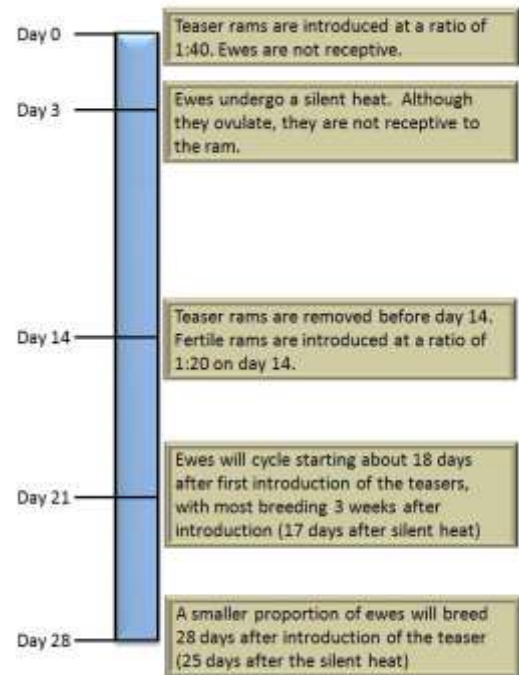 Day 0
Teaser rams are introduced at a ratio of
1:40. Ewes are not receptive.
Day 3
Ewes undergo a silent heat. Although
they ovulate, they are not receptive to
the ram.
Day 14
Teaser rams are removed before day 14.
Fertile rams are introduced at a ratio of
1:20 on day 14.
Day 21
Ewes will cycle starting about 18 days
after first introduction of the teasers,
with most breeding 3 weeks after
introduction (17 days after silent heat)
Day 28
A smaller proportion of ewes will breed
28 days after introduction of the teaser
(25 days after the silent heat)